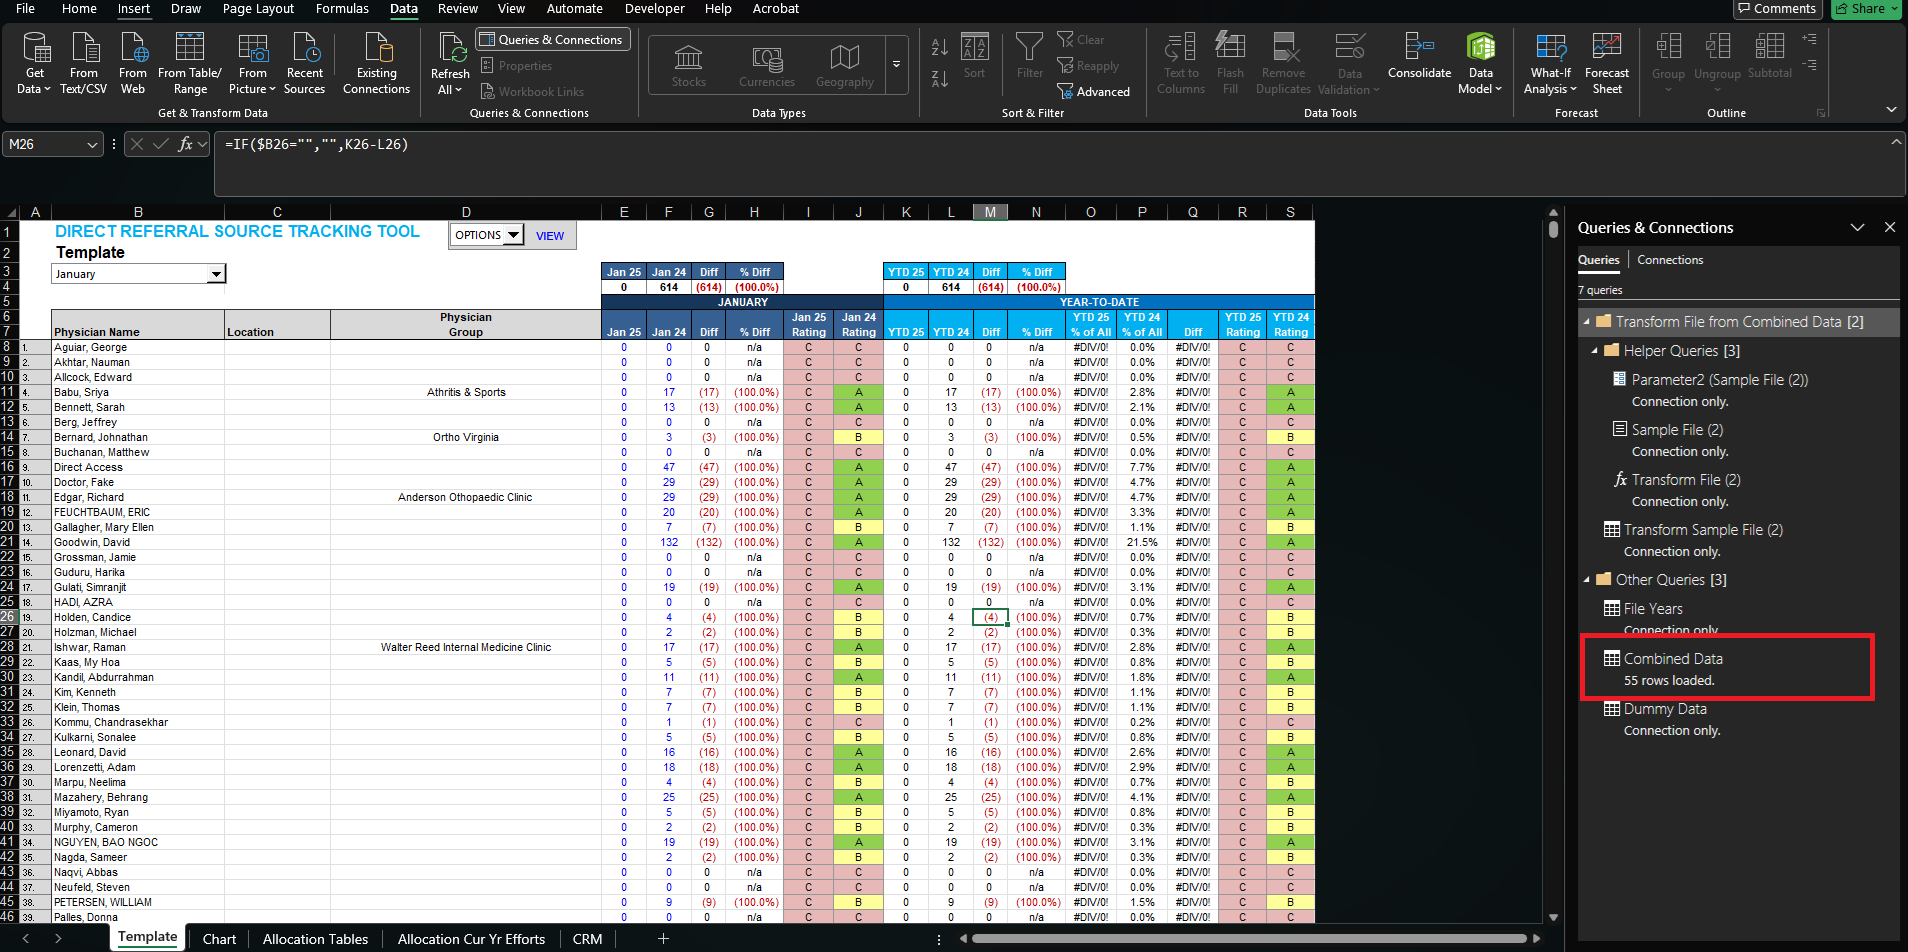 File Home Insert Draw Page Layout Formulas Data Review View Automate Developer Help Acrobat Comments Share
Get Data From Text/CSV From Web From Table/ Range From Picture Recent Sources Existing Connections
Get & Transform Data
Refresh All Queries & Connections Properties Workbook Links
Queries & Connections
Stocks Currencies Geography
Data Types
Sort Filter Clear Reapply Advanced
Sort & Filter
Text to Columns Flash Fill Remove Duplicates Data Validation Consolidate Data Model
Data Tools
What-If Analysis Forecast Sheet
Forecast
Group Ungroup Subtotal
Outline
M26 fx =IF($B26="","",K26-L26)
A B C D E F G H I J K L M N O P Q R S
1 DIRECT REFERRAL SOURCE TRACKING TOOL OPTIONS VIEW
2 Template
3 January Jan 25 Jan 24 Diff % Diff YTD 25 YTD 24 Diff % Diff
4 0 614 (614) (100.0%) 0 614 (614) (100.0%)
5 JANUARY YEAR-TO-DATE
6 Physician Jan 25 Jan 24 YTD 25 YTD 24 YTD 25 YTD 24
7 Physician Name Location Group Jan 25 Jan 24 Diff % Diff Rating Rating YTD 25 YTD 24 Diff % Diff % of All % of All Diff Rating Rating
8 1. Aguiar, George 0 0 0 n/a C C 0 0 0 n/a #DIV/0! 0.0% #DIV/0! C C
9 2. Akhtar, Nauman 0 0 0 n/a C C 0 0 0 n/a #DIV/0! 0.0% #DIV/0! C C
10 3. Allcock, Edward 0 0 0 n/a C C 0 0 0 n/a #DIV/0! 0.0% #DIV/0! C C
11 4. Babu, Sriya Athritis & Sports 0 17 (17) (100.0%) C A 0 17 (17) (100.0%) #DIV/0! 2.8% #DIV/0! C A
12 5. Bennett, Sarah 0 13 (13) (100.0%) C A 0 13 (13) (100.0%) #DIV/0! 2.1% #DIV/0! C A
13 6. Berg, Jeffrey 0 0 0 n/a C C 0 0 0 n/a #DIV/0! 0.0% #DIV/0! C C
14 7. Bernard, Johnathan Ortho Virginia 0 3 (3) (100.0%) C B 0 3 (3) (100.0%) #DIV/0! 0.5% #DIV/0! C B
15 8. Buchanan, Matthew 0 0 0 n/a C C 0 0 0 n/a #DIV/0! 0.0% #DIV/0! C C
16 9. Direct Access 0 47 (47) (100.0%) C A 0 47 (47) (100.0%) #DIV/0! 7.7% #DIV/0! C A
17 10. Doctor, Fake 0 29 (29) (100.0%) C A 0 29 (29) (100.0%) #DIV/0! 4.7% #DIV/0! C A
18 11. Edgar, Richard Anderson Othopaedic Clinic 0 29 (29) (100.0%) C A 0 29 (29) (100.0%) #DIV/0! 4.7% #DIV/0! C A
19 12. FEUCHTBAUM, ERIC 0 20 (20) (100.0%) C A 0 20 (20) (100.0%) #DIV/0! 3.3% #DIV/0! C A
20 13. Gallagher, Mary Ellen 0 7 (7) (100.0%) C B 0 7 (7) (100.0%) #DIV/0! 1.1% #DIV/0! C B
21 14. Goodwin, David 0 132 (132) (100.0%) C A 0 132 (132) (100.0%) #DIV/0! 21.5% #DIV/0! C A
22 15. Grossman, Jamie 0 0 0 n/a C C 0 0 0 n/a #DIV/0! 0.0% #DIV/0! C C
23 16. Guduru, Harika 0 0 0 n/a C C 0 0 0 n/a #DIV/0! 0.0% #DIV/0! C C
24 17. Gulati, Simranjit 0 19 (19) (100.0%) C A 0 19 (19) (100.0%) #DIV/0! 3.1% #DIV/0! C A
25 18. HADI, AZRA 0 0 0 n/a C C 0 0 0 n/a #DIV/0! 0.0% #DIV/0! C C
26 19. Holden, Candice 0 4 (4) (100.0%) C B 0 4 (4) (100.0%) #DIV/0! 0.7% #DIV/0! C B
27 20. Holzman, Michael 0 2 (2) (100.0%) C B 0 2 (2) (100.0%) #DIV/0! 0.3% #DIV/0! C B
28 21. Ishwar, Raman Walter Reed Internal Medicine Clinic 0 17 (17) (100.0%) C A 0 17 (17) (100.0%) #DIV/0! 2.8% #DIV/0! C A
29 22. Kaas, My Hoa 0 5 (5) (100.0%) C B 0 5 (5) (100.0%) #DIV/0! 0.8% #DIV/0! C B
30 23. Kandil, Abdurrahman 0 11 (11) (100.0%) C A 0 11 (11) (100.0%) #DIV/0! 1.8% #DIV/0! C A
31 24. Kim, Kenneth 0 7 (7) (100.0%) C B 0 7 (7) (100.0%) #DIV/0! 1.1% #DIV/0! C B
32 25. Klein, Thomas 0 7 (7) (100.0%) C B 0 7 (7) (100.0%) #DIV/0! 1.1% #DIV/0! C B
33 26. Kommu, Chandrasekhar 0 1 (1) (100.0%) C C 0 1 (1) (100.0%) #DIV/0! 0.2% #DIV/0! C C
34 27. Kulkarni, Sonalee 0 5 (5) (100.0%) C B 0 5 (5) (100.0%) #DIV/0! 0.8% #DIV/0! C B
35 28. Leonard, David 0 16 (16) (100.0%) C A 0 16 (16) (100.0%) #DIV/0! 2.6% #DIV/0! C A
36 29. Lorenzetti, Adam 0 18 (18) (100.0%) C A 0 18 (18) (100.0%) #DIV/0! 2.9% #DIV/0! C A
37 30. Marpu, Neelima 0 4 (4) (100.0%) C B 0 4 (4) (100.0%) #DIV/0! 0.7% #DIV/0! C B
38 31. Mazahery, Behrang 0 25 (25) (100.0%) C A 0 25 (25) (100.0%) #DIV/0! 4.1% #DIV/0! C A
39 32. Miyamoto, Ryan 0 5 (5) (100.0%) C B 0 5 (5) (100.0%) #DIV/0! 0.8% #DIV/0! C B
40 33. Murphy, Cameron 0 2 (2) (100.0%) C B 0 2 (2) (100.0%) #DIV/0! 0.3% #DIV/0! C B
41 34. NGUYEN, BAO NGOC 0 19 (19) (100.0%) C A 0 19 (19) (100.0%) #DIV/0! 3.1% #DIV/0! C A
42 35. Nagda, Sameer 0 2 (2) (100.0%) C B 0 2 (2) (100.0%) #DIV/0! 0.3% #DIV/0! C B
43 36. Naqvi, Abbas 0 0 0 n/a C C 0 0 0 n/a #DIV/0! 0.0% #DIV/0! C C
44 37. Neufeld, Steven 0 0 0 n/a C C 0 0 0 n/a #DIV/0! 0.0% #DIV/0! C C
45 38. PETERSEN, WILLIAM 0 9 (9) (100.0%) C B 0 9 (9) (100.0%) #DIV/0! 1.5% #DIV/0! C B
46 39. Palles, Donna 0 0 0 n/a C C 0 0 0 n/a #DIV/0! 0.0% #DIV/0! C C
Template Chart Allocation Tables Allocation Cur Yr Efforts CRM
Queries & Connections
Queries Connections
7 queries
Transform File from Combined Data [2]
Helper Queries [3]
Parameter2 (Sample File (2))
Connection only.
Sample File (2)
Connection only.
fx Transform File (2)
Connection only.
Transform Sample File (2)
Connection only.
Other Queries [3]
File Years
Connection only.
Combined Data
55 rows loaded.
Dummy Data
Connection only.